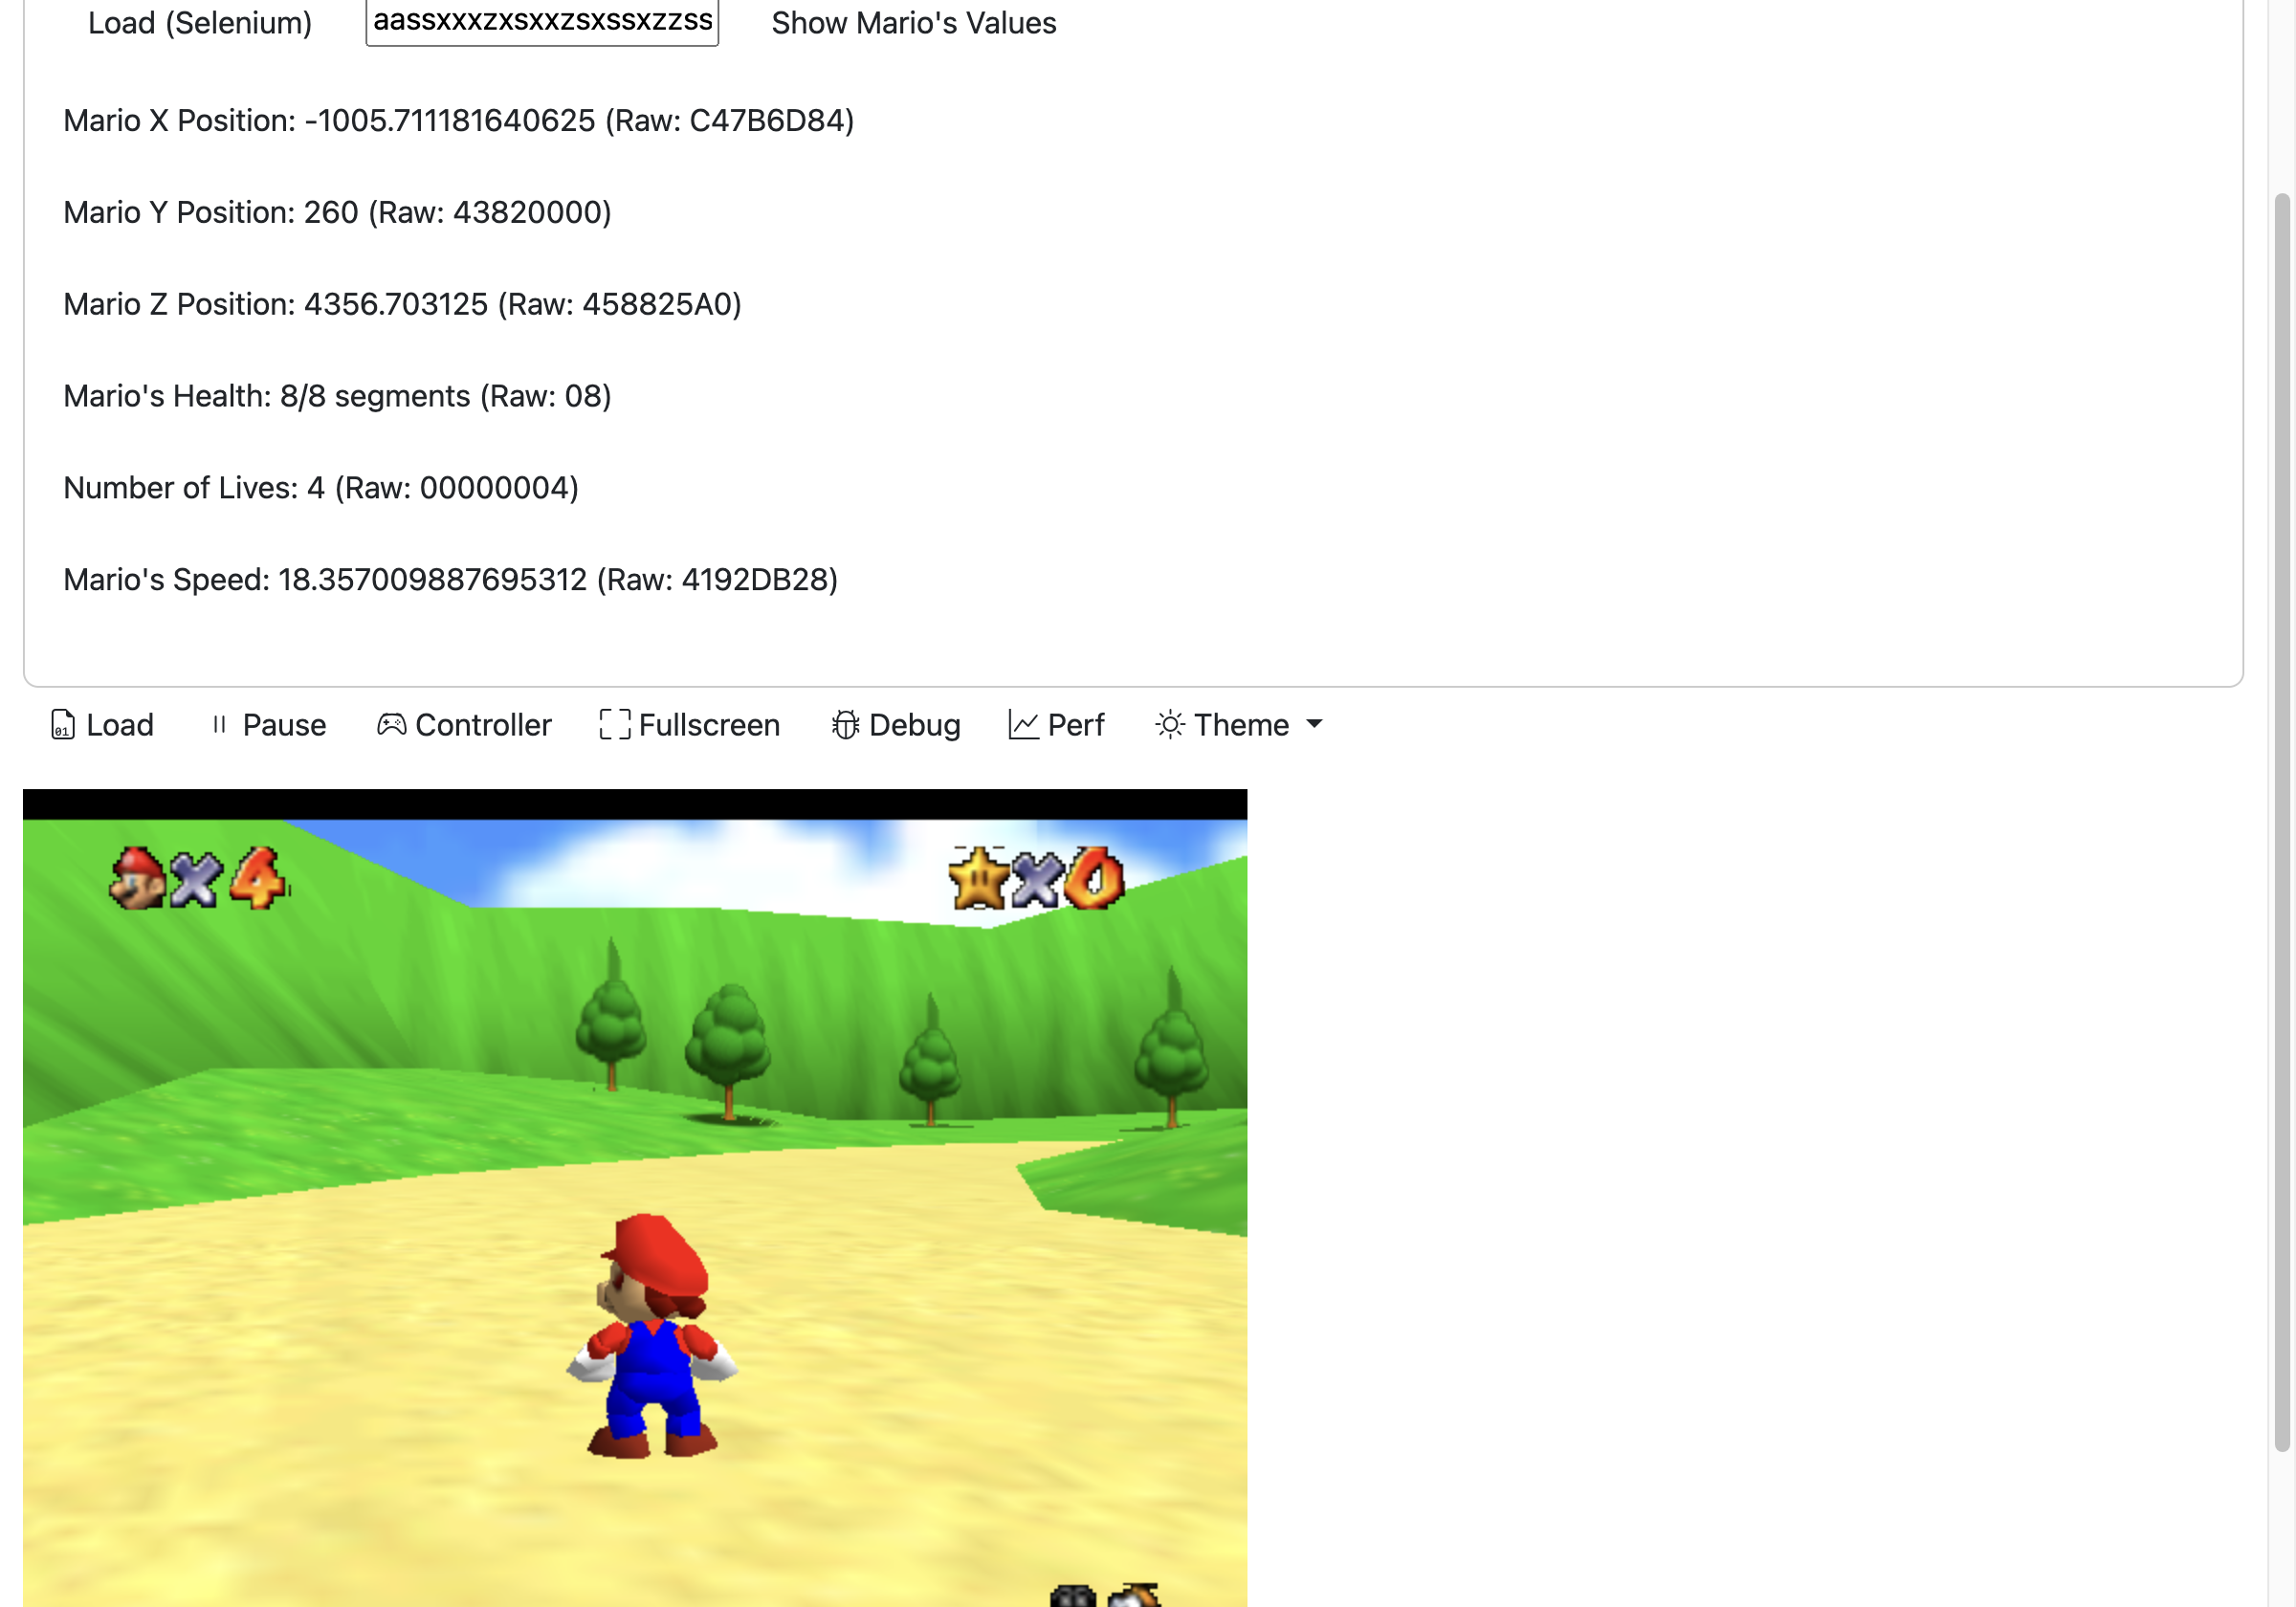 Load (Selenium) aassxxxzxsxxzsxssxzzss Show Mario's Values
Mario X Position: -1005.711181640625 (Raw: C47B6D84)
Mario Y Position: 260 (Raw: 43820000)
Mario Z Position: 4356.703125 (Raw: 458825A0)
Mario's Health: 8/8 segments (Raw: 08)
Number of Lives: 4 (Raw: 00000004)
Mario's Speed: 18.357009887695312 (Raw: 4192DB28)
01 Load Pause Controller Fullscreen Debug Perf Theme
×4 ×0